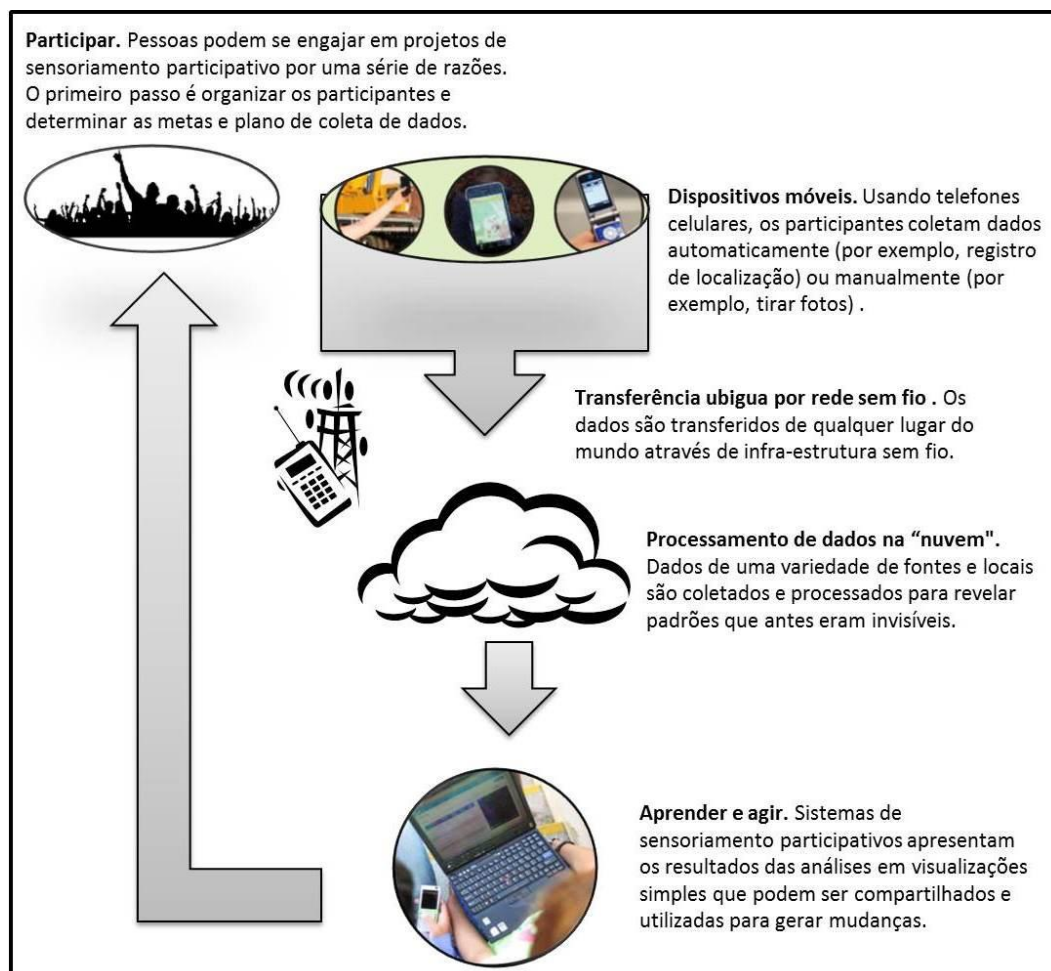 Participar. Pessoas podem se engajar em projetos de
sensoriamento participativo por uma série de razões.
O primeiro passo é organizar os participantes e
determinar as metas e plano de coleta de dados.
Dispositivos móveis. Usando telefones
celulares, os participantes coletam dados
automaticamente (por exemplo, registro
de localização) ou manualmente (por
exemplo, tirar fotos) .
Transferência ubigua por rede sem fio . Os
dados são transferidos de qualquer lugar do
mundo através de infra-estrutura sem fio.
Processamento de dados na “nuvem".
Dados de uma variedade de fontes e locais
são coletados e processados para revelar
padrões que antes eram invisíveis.
Aprender e agir. Sistemas de
sensoriamento participativos apresentam
os resultados das análises em visualizações
simples que podem ser compartilhados e
utilizadas para gerar mudanças.